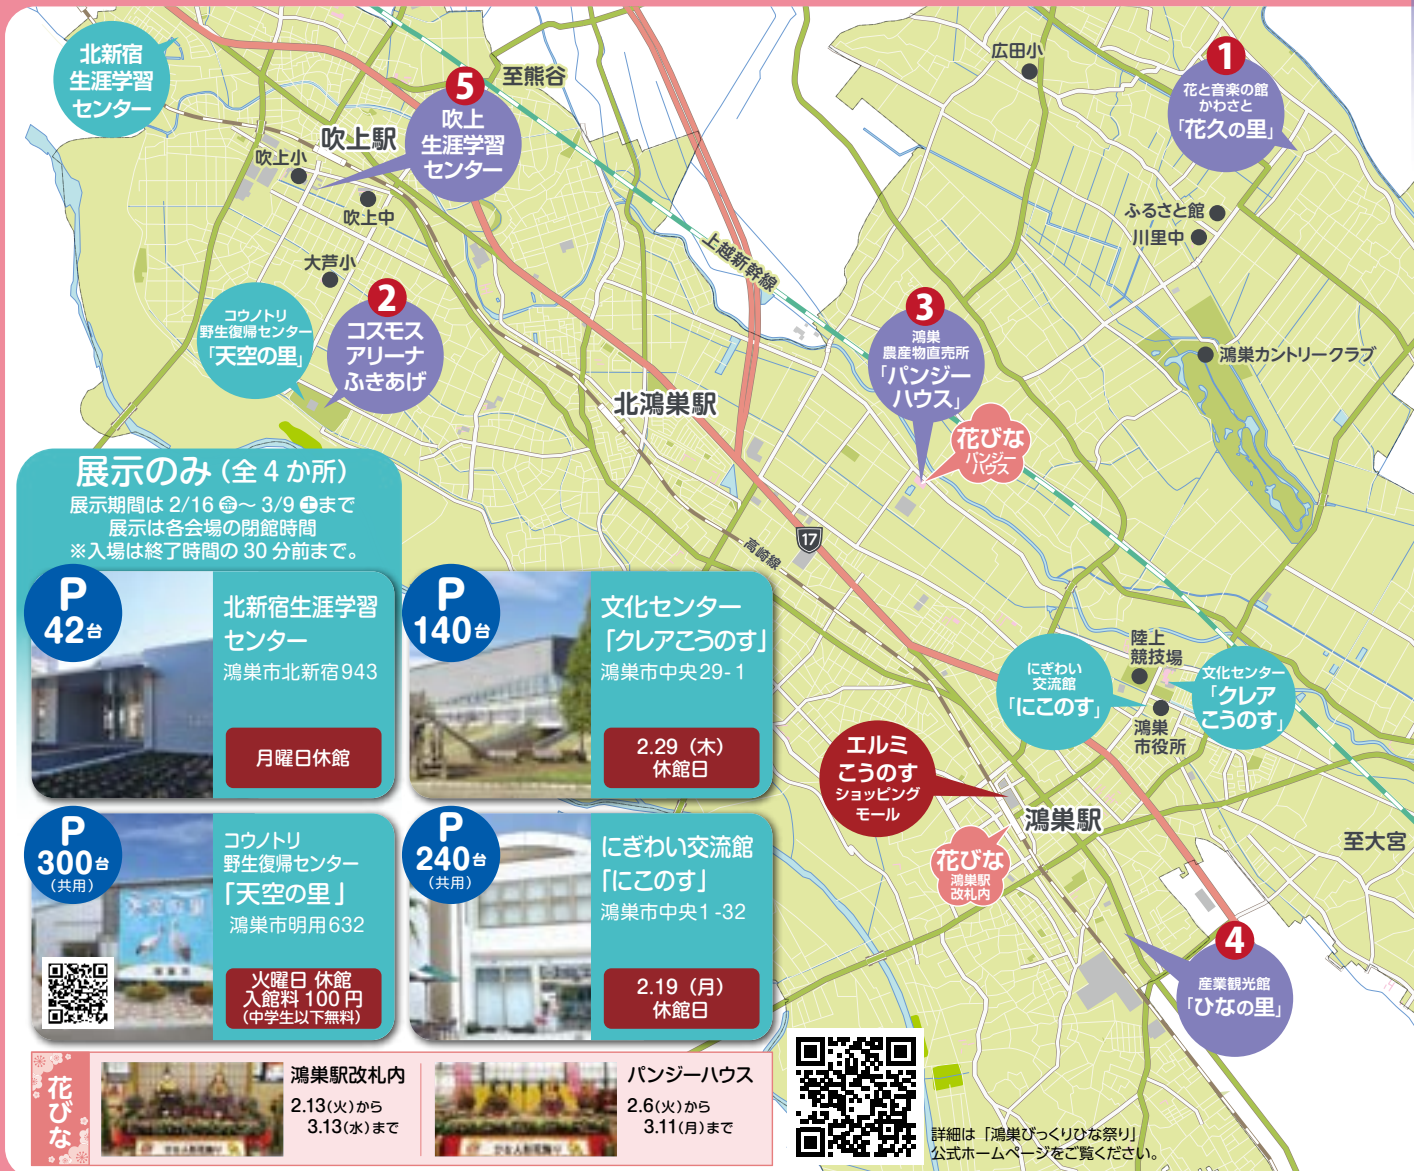 北新宿
生涯学習
センター
5
吹上
生涯学習
センター
至熊谷
吹上駅
吹上小
吹上中
大芦小
広田小
1
花と音楽の館
かわさと
「花久の里」
ふるさと館
川里中
上越新幹線
コウノトリ
野生復帰センター
「天空の里」
2
コスモス
アリーナ
ふきあげ
3
鴻巣
農産物直売所
「パンジー
ハウス」
鴻巣カントリークラブ
北鴻巣駅
花びな
パンジー
ハウス
17
高崎線
展示のみ(全4か所)
展示期間は 2/16 ㊎〜 3/9 ㊏まで
展示は各会場の閉館時間
※入場は終了時間の 30 分前まで。
P
42台
北新宿生涯学習
センター
鴻巣市北新宿943
月曜日休館
P
140台
文化センター
「クレアこうのす」
鴻巣市中央29-1
2.29(木)
休館日
P
300台
(共用)
コウノトリ
野生復帰センター
「天空の里」
鴻巣市明用632
火曜日 休館
入館料 100 円
(中学生以下無料)
天空の里
P
240台
(共用)
にぎわい交流館
「にこのす」
鴻巣市中央1-32
2.19(月)
休館日
陸上
競技場
にぎわい
交流館
「にこのす」
文化センター
「クレア
こうのす」
鴻巣
市役所
エルミ
こうのす
ショッピング
モール
鴻巣駅
至大宮
花びな
鴻巣駅
改札内
4
産業観光館
「ひなの里」
花びな
鴻巣駅改札内
2.13(火)から
3.13(水)まで
パンジーハウス
2.6(火)から
3.11(月)まで
詳細は「鴻巣びっくりひな祭り」
公式ホームページをご覧ください。